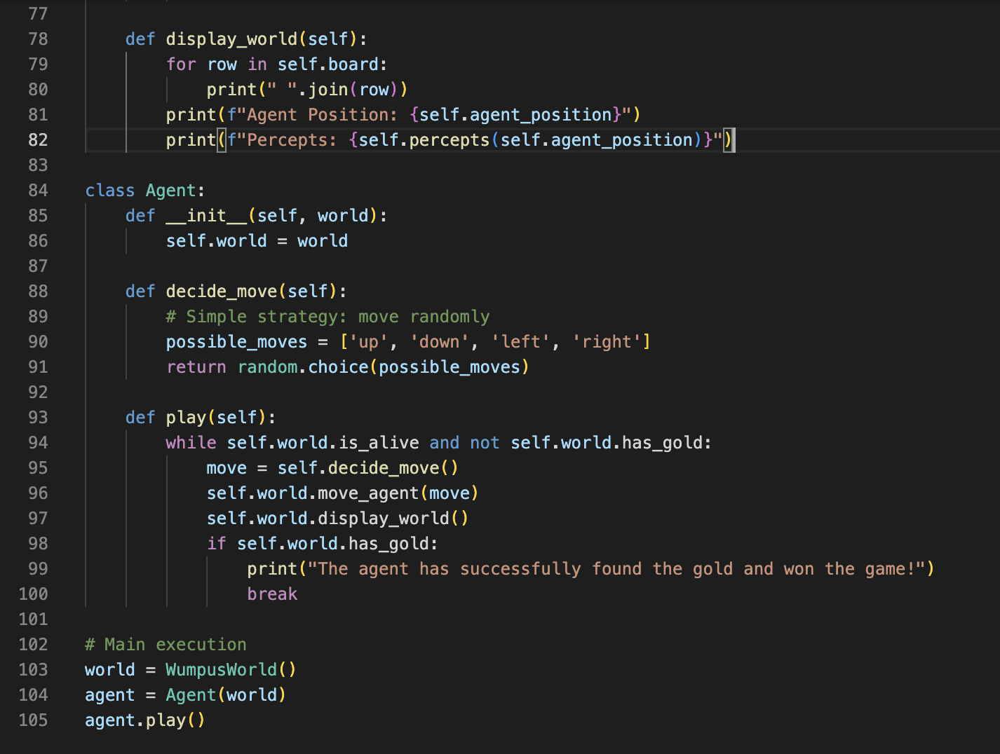 77
78 def display_world(self):
79 for row in self.board:
80 print(" ".join(row))
81 print(f"Agent Position: {self.agent_position}")
82 print(f"Percepts: {self.percepts(self.agent_position)}")
83
84 class Agent:
85 def __init__(self, world):
86 self.world = world
87
88 def decide_move(self):
89 # Simple strategy: move randomly
90 possible_moves = ['up', 'down', 'left', 'right']
91 return random.choice(possible_moves)
92
93 def play(self):
94 while self.world.is_alive and not self.world.has_gold:
95 move = self.decide_move()
96 self.world.move_agent(move)
97 self.world.display_world()
98 if self.world.has_gold:
99 print("The agent has successfully found the gold and won the game!")
100 break
101
102 # Main execution
103 world = WumpusWorld()
104 agent = Agent(world)
105 agent.play()